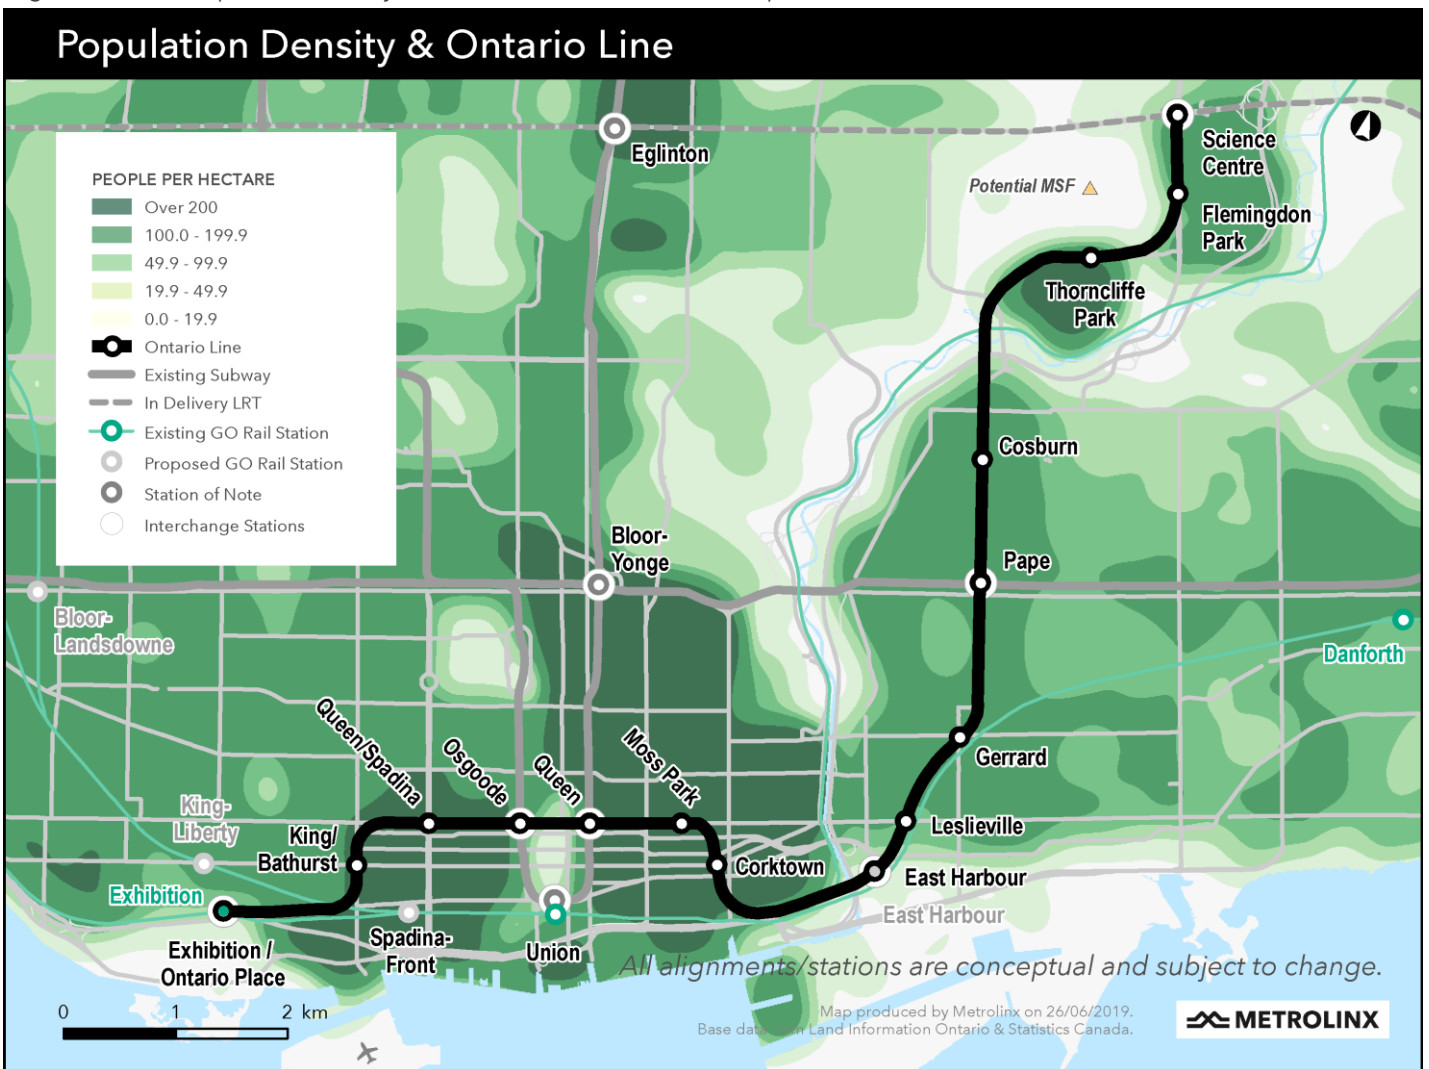 Population Density & Ontario Line
PEOPLE PER HECTARE
Over 200
100.0 - 199.9
49.9 - 99.9
19.9 - 49.9
0.0 - 19.9
Ontario Line
Existing Subway
In Delivery LRT
Existing GO Rail Station
Proposed GO Rail Station
Station of Note
Interchange Stations
Eglinton
Science
Centre
Potential MSF
Flemingdon
Park
Thorncliffe
Park
Cosburn
Bloor-
Yonge
Pape
Bloor-
Landsdowne
Danforth
Queen/Spadina
Osgoode
Queen
Moss Park
Gerrard
King-
Liberty
King/
Bathurst
Leslieville
Corktown
East Harbour
Exhibition
East Harbour
Exhibition /
Ontario Place
Spadina-
Front
Union
All alignments/stations are conceptual and subject to change.
0 1 2 km
Map produced by Metrolinx on 26/06/2019.
Base data Land Information Ontario & Statistics Canada.
METROLINX